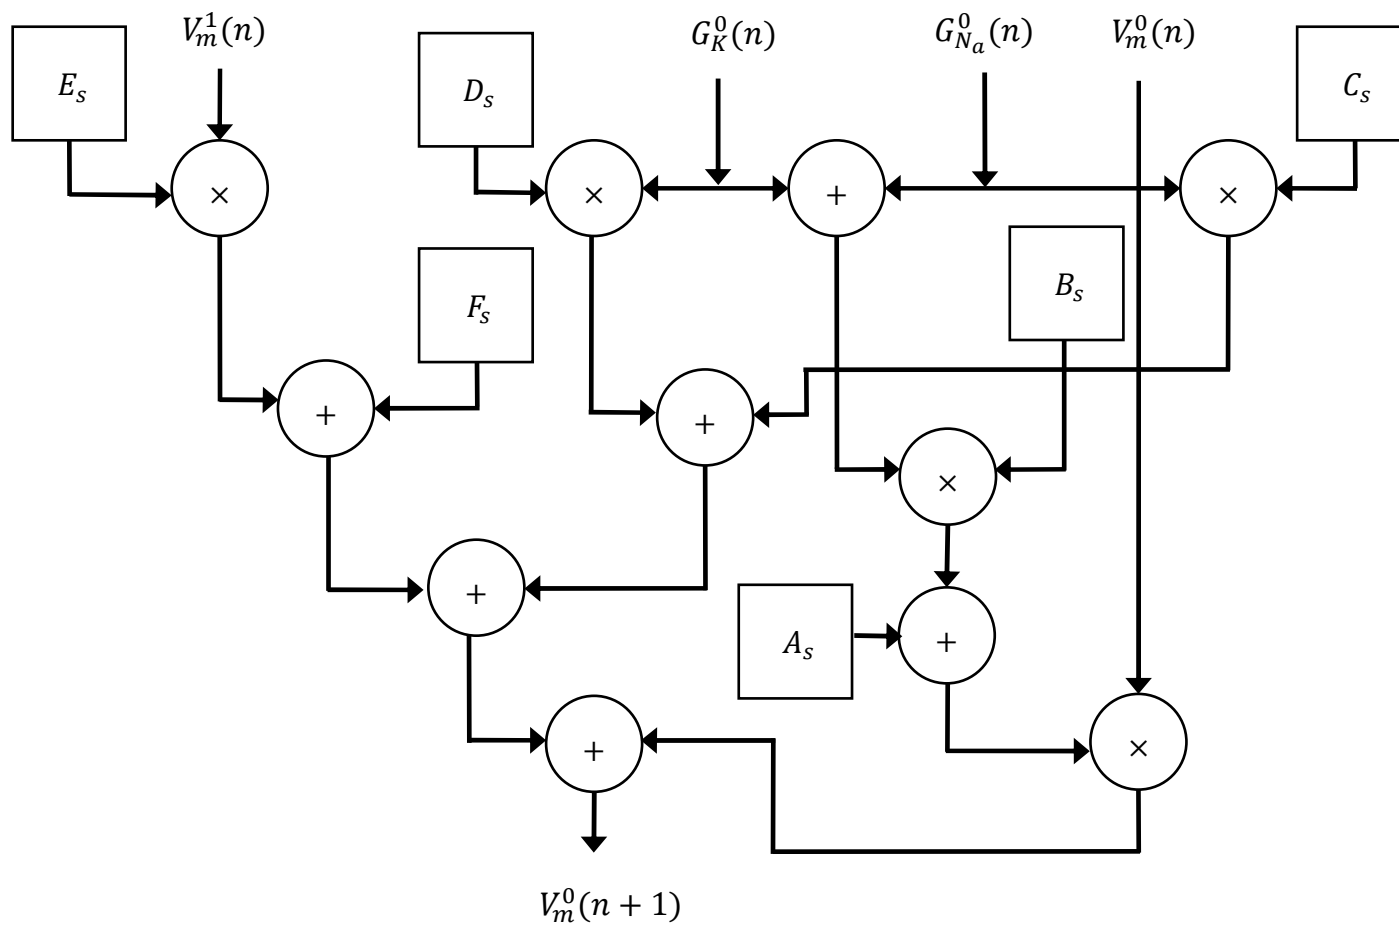 V_m^1(n)
G_K^0(n)
G_{N_a}^0(n)
V_m^0(n)
E_s
D_s
C_s
×
×
+
×
B_s
F_s
+
+
×
+
A_s
+
+
×
V_m^0(n + 1)